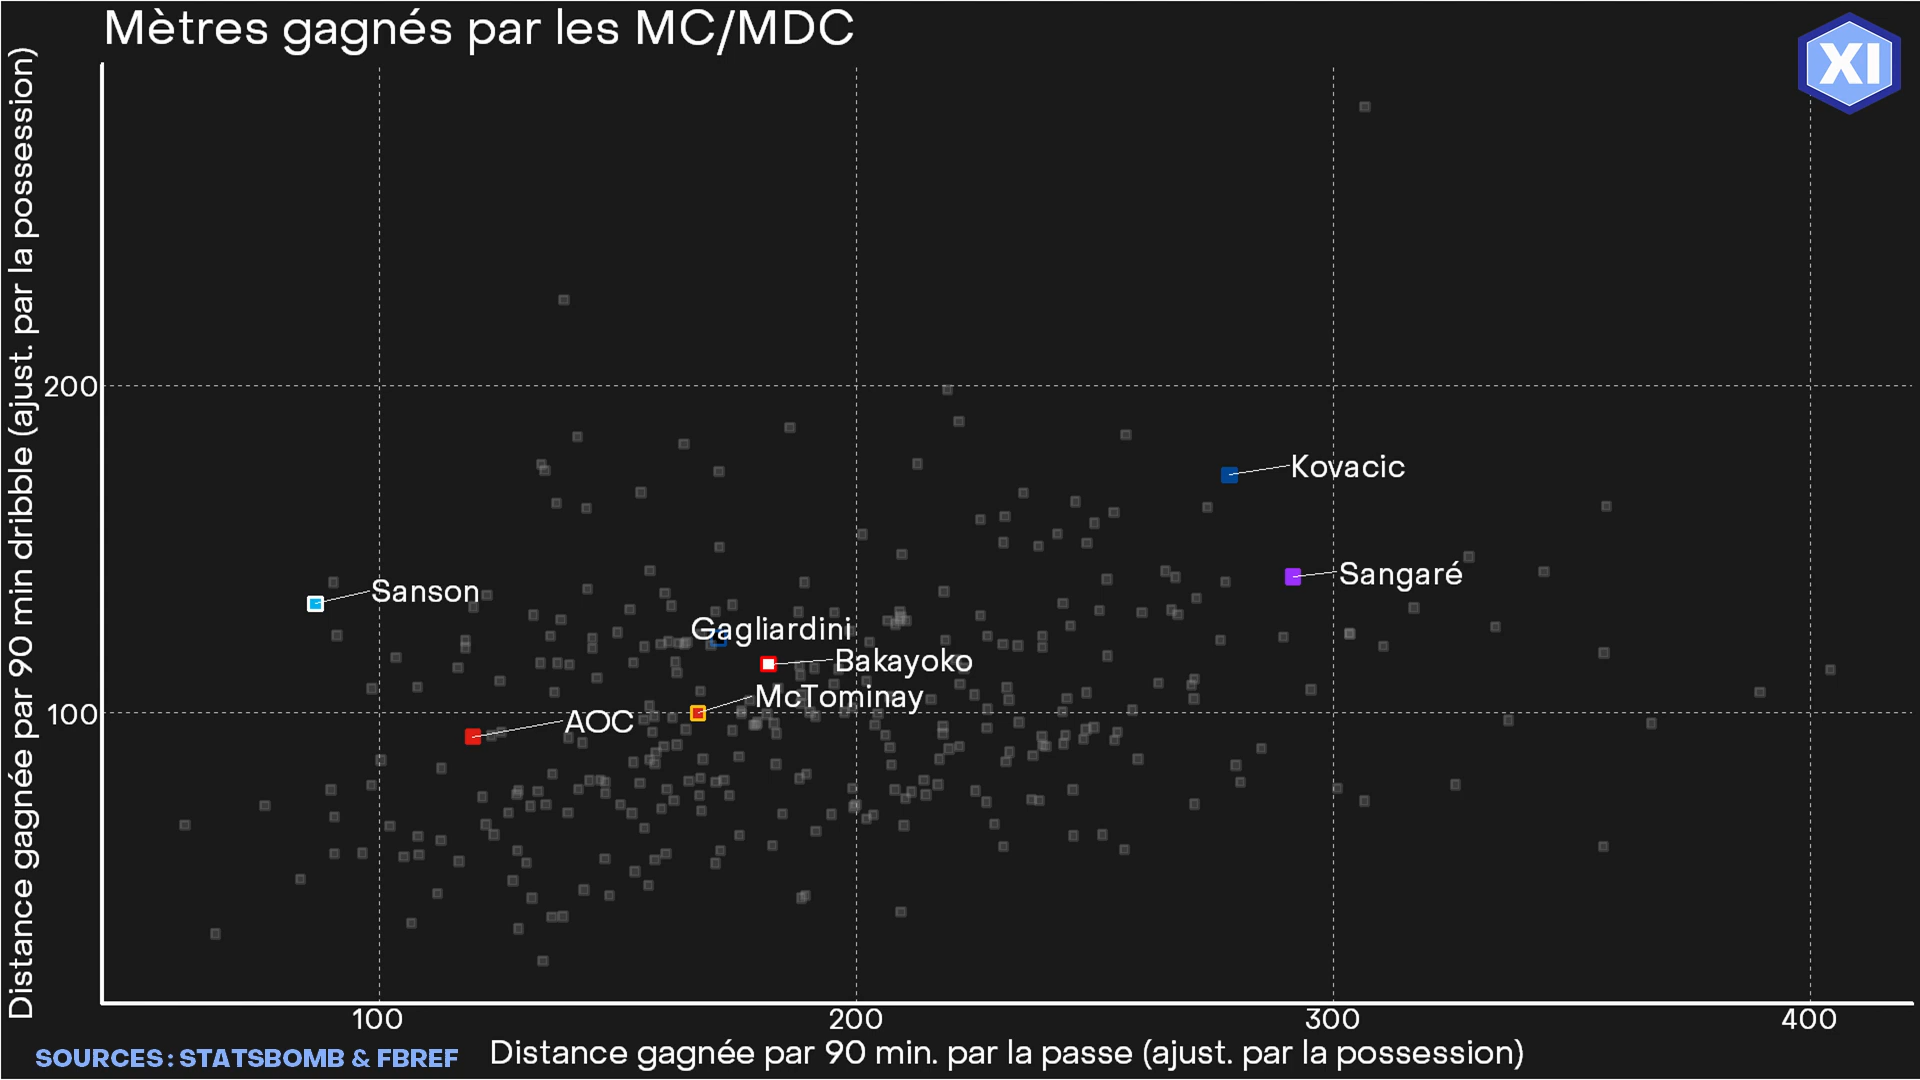 Mètres gagnés par les MC/MDC
XI
Distance gagnée par 90 min dribble (ajust. par la possession)
200
100
Kovacic
Sangaré
Sanson
Gagliardini
Bakayoko
McTominay
AOC
100
200
300
400
Distance gagnée par 90 min. par la passe (ajust. par la possession)
SOURCES : STATSBOMB & FBREF